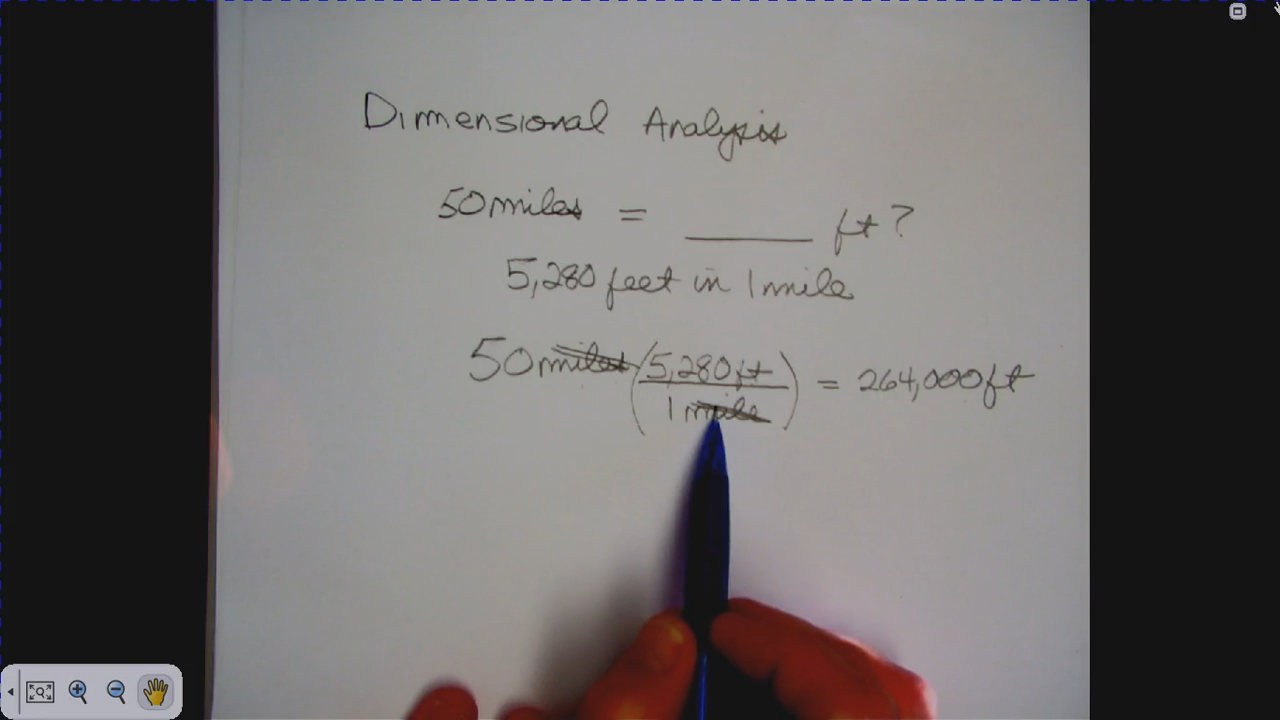 Dimensional Analysis
50 miles = ______ ft?
5,280 feet in 1 mile
50 miles (5,280 ft / 1 mile) = 264,000 ft